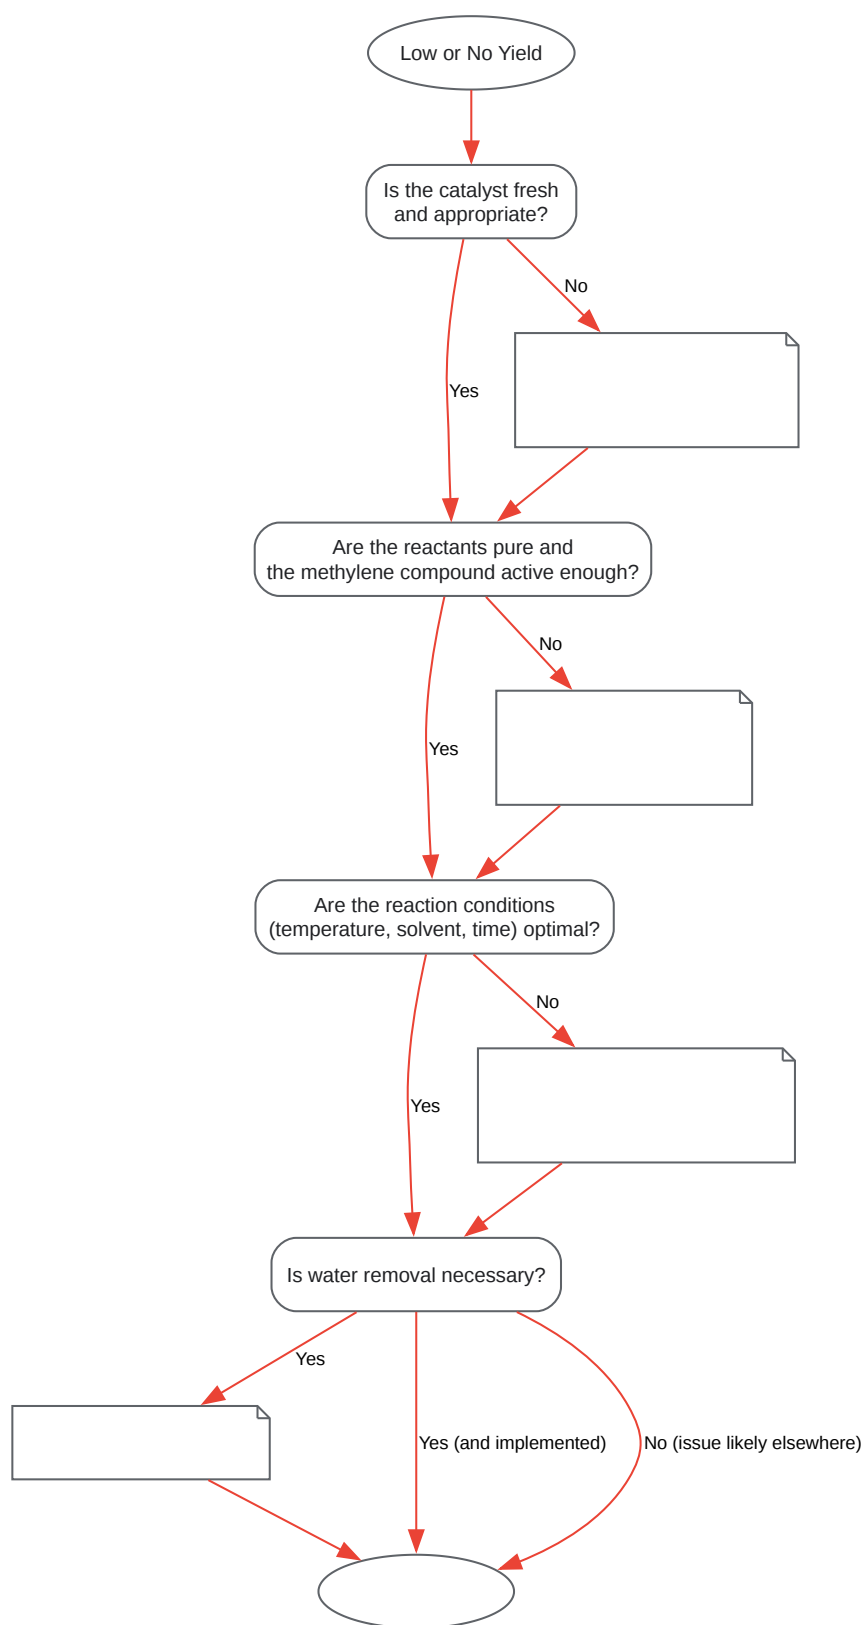 Low or No Yield
Is the catalyst fresh
and appropriate?
No
Yes
Are the reactants pure and
the methylene compound active enough?
No
Yes
Are the reaction conditions
(temperature, solvent, time) optimal?
No
Yes
Is water removal necessary?
Yes
Yes (and implemented)
No (issue likely elsewhere)